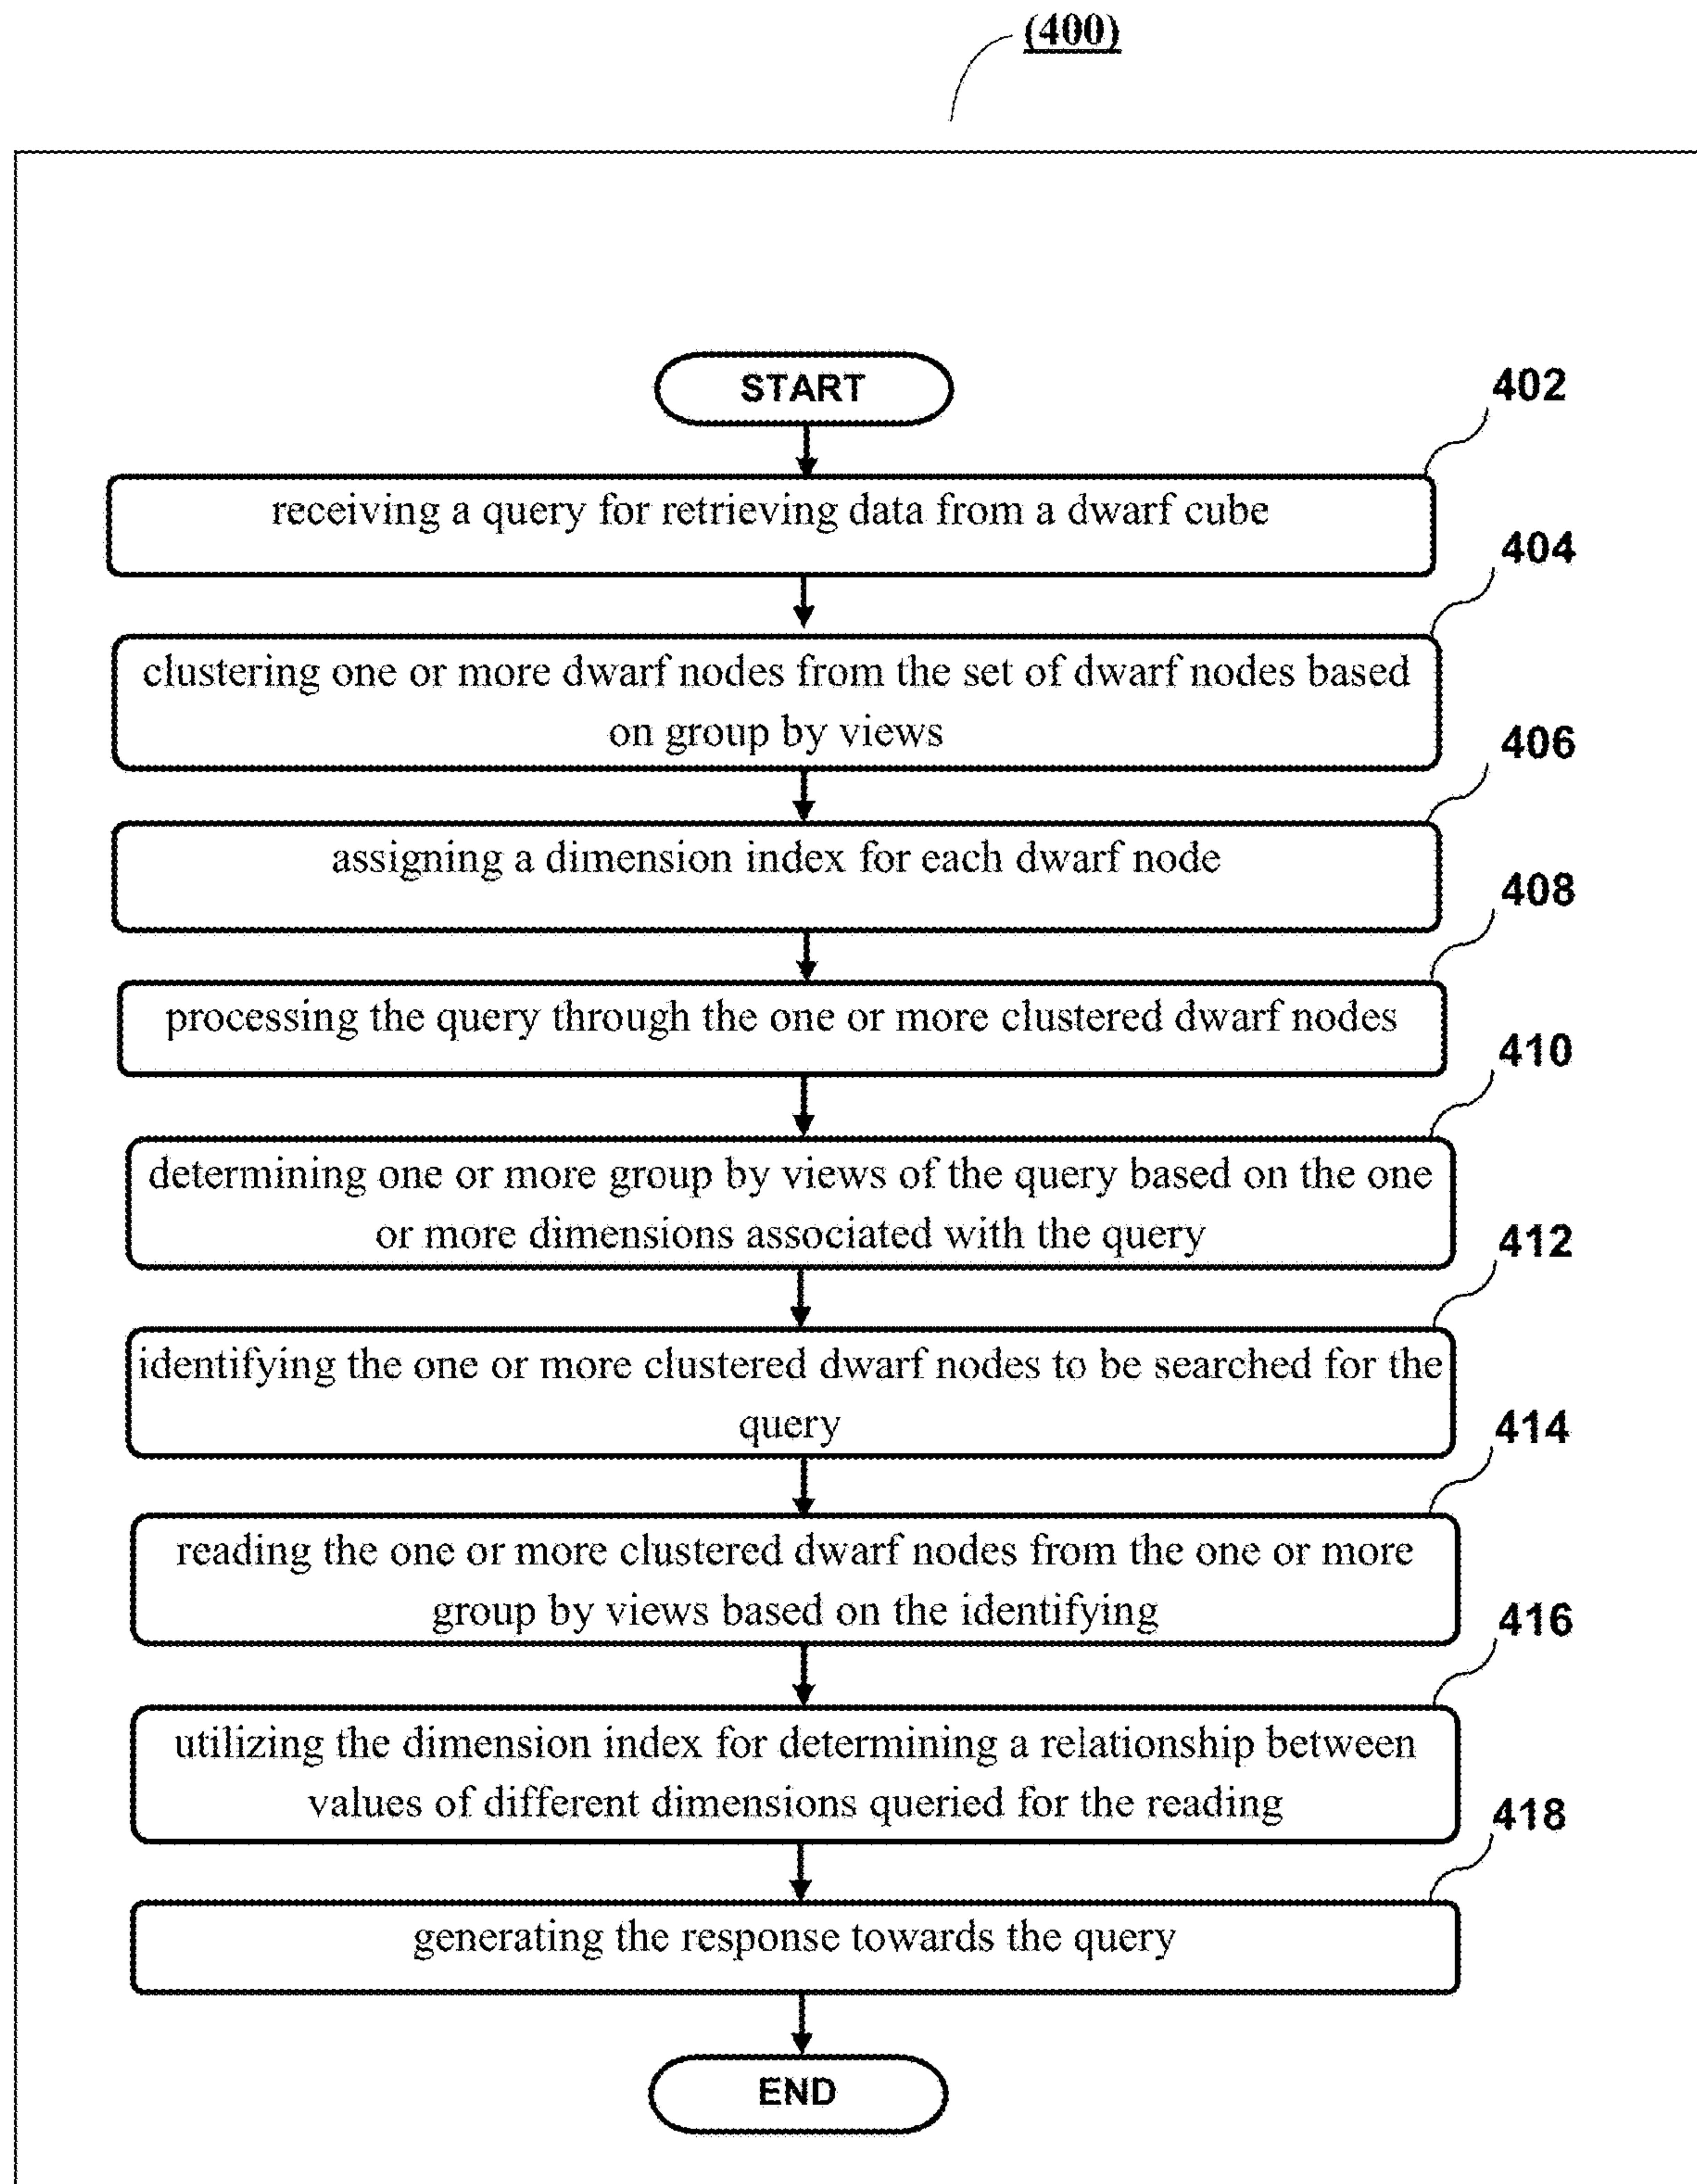 (400)
START
402
receiving a query for retrieving data from a dwarf cube
404
clustering one or more dwarf nodes from the set of dwarf nodes based
on group by views
406
assigning a dimension index for each dwarf node
408
processing the query through the one or more clustered dwarf nodes
410
determining one or more group by views of the query based on the one
or more dimensions associated with the query
412
identifying the one or more clustered dwarf nodes to be searched for the
query
414
reading the one or more clustered dwarf nodes from the one or more
group by views based on the identifying
416
utilizing the dimension index for determining a relationship between
values of different dimensions queried for the reading
418
generating the response towards the query
END